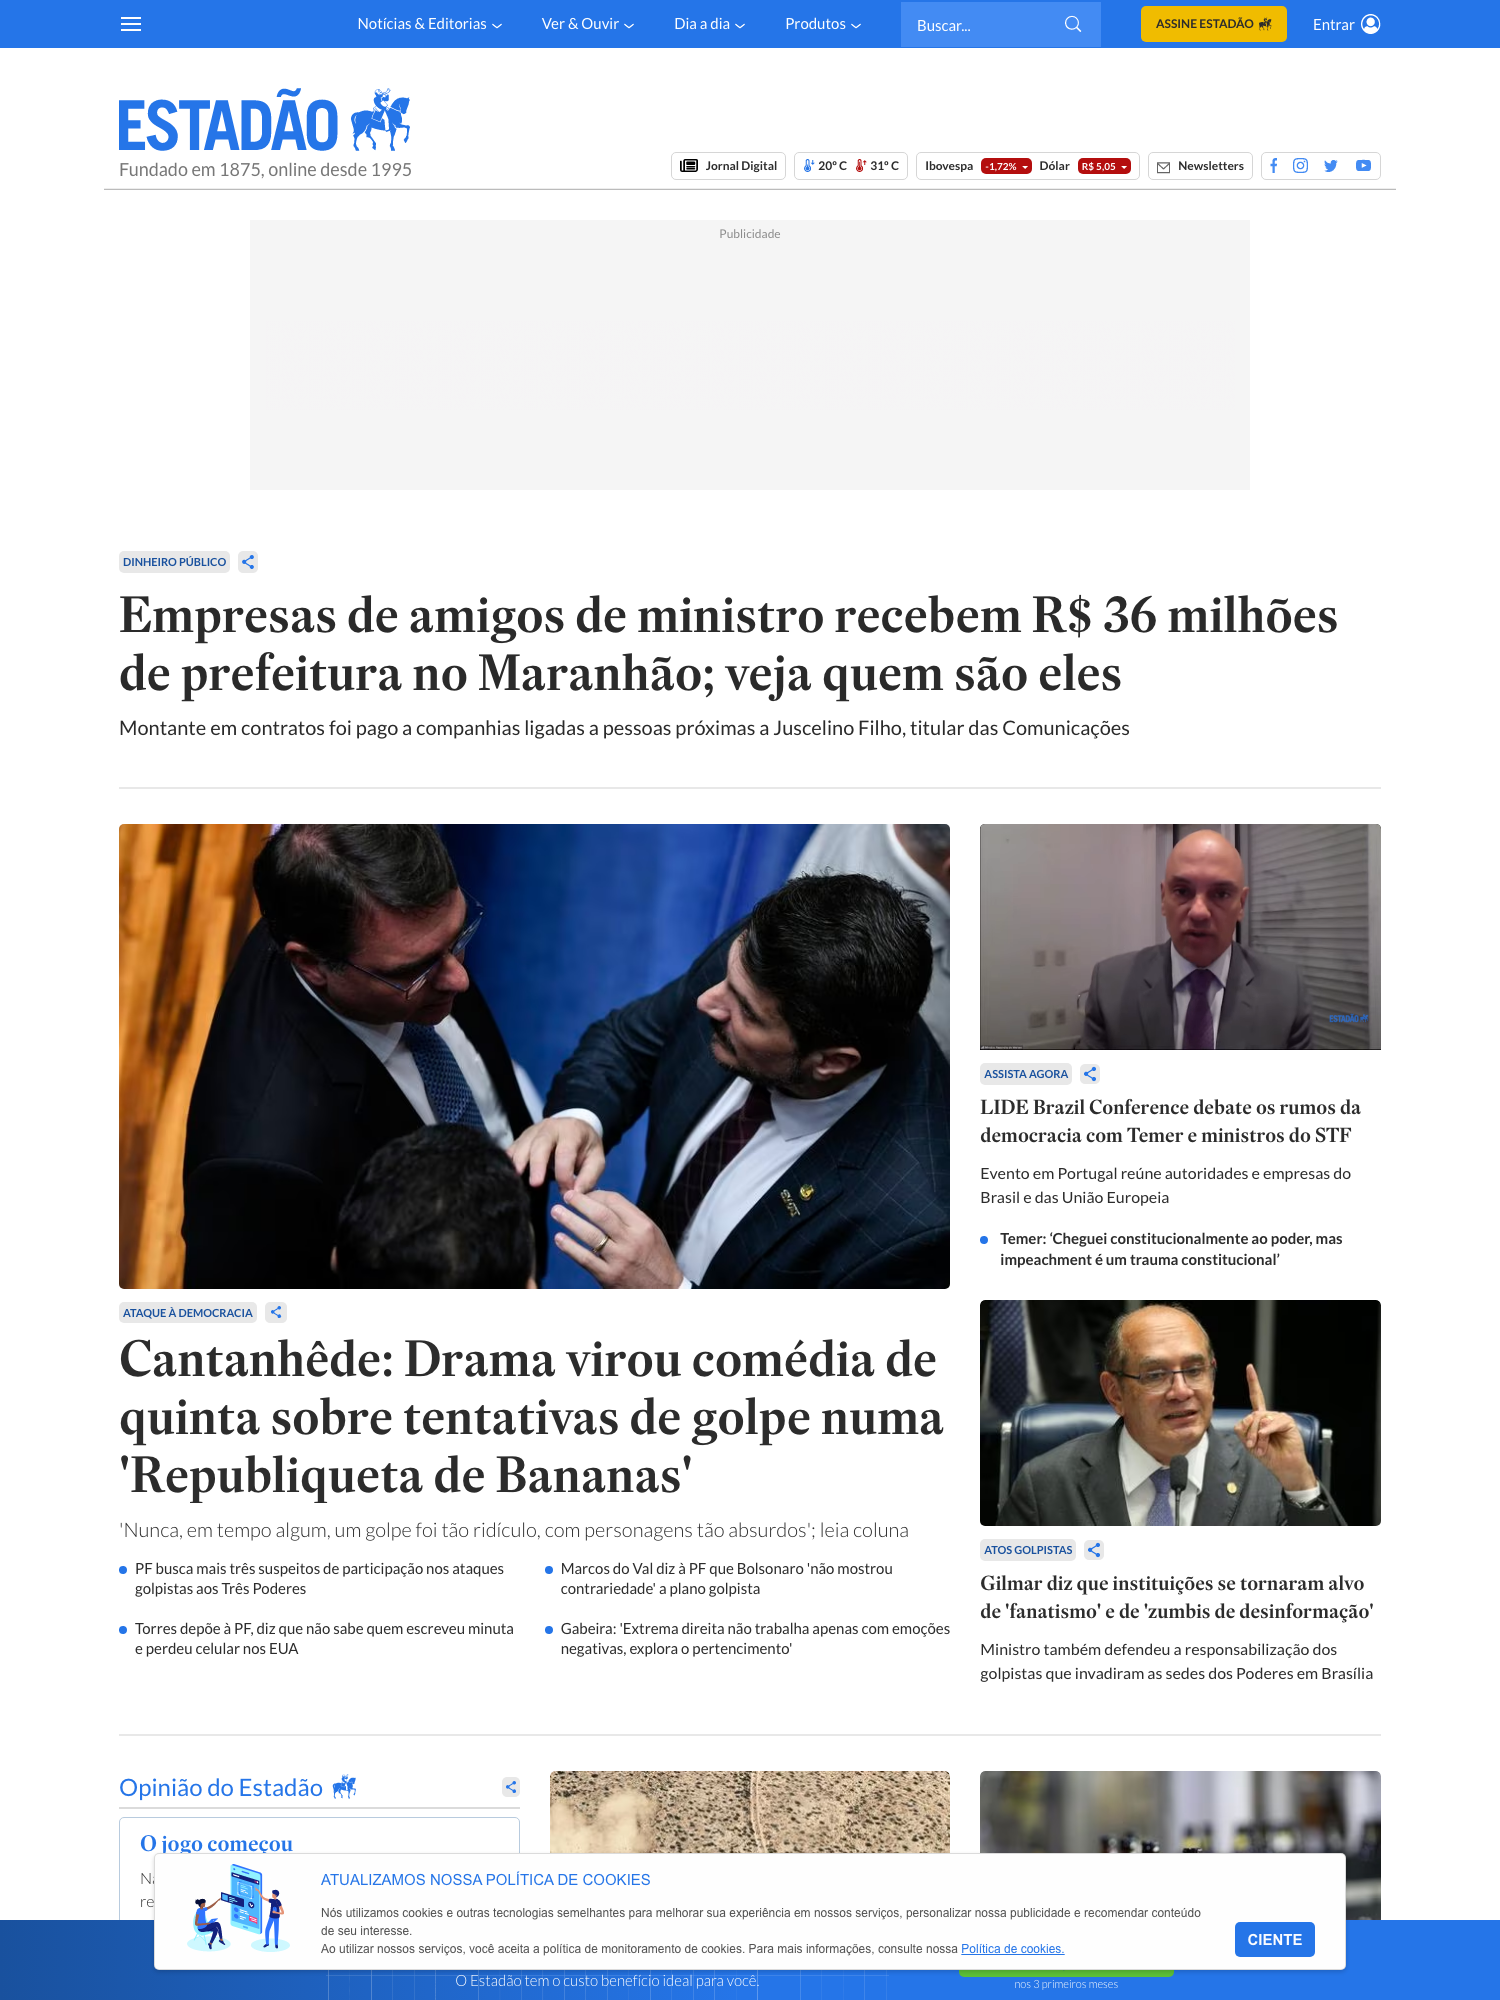 Notícias & Editorias
Ver & Ouvir
Dia a dia
Produtos
Buscar...
ASSINE ESTADÃO
Entrar
ESTADÃO
Fundado em 1875, online desde 1995
Jornal Digital
20º C 31º C
Ibovespa -1,72% Dólar R$ 5,05
Newsletters
Publicidade
DINHEIRO PÚBLICO
Empresas de amigos de ministro recebem R$ 36 milhões
de prefeitura no Maranhão; veja quem são eles
Montante em contratos foi pago a companhias ligadas a pessoas próximas a Juscelino Filho, titular das Comunicações
ATAQUE À DEMOCRACIA
Cantanhêde: Drama virou comédia de
quinta sobre tentativas de golpe numa
'Republiqueta de Bananas'
'Nunca, em tempo algum, um golpe foi tão ridículo, com personagens tão absurdos'; leia coluna
PF busca mais três suspeitos de participação nos ataques
golpistas aos Três Poderes
Torres depõe à PF, diz que não sabe quem escreveu minuta
e perdeu celular nos EUA
Marcos do Val diz à PF que Bolsonaro 'não mostrou
contrariedade' a plano golpista
Gabeira: 'Extrema direita não trabalha apenas com emoções
negativas, explora o pertencimento'
ESTADÃO
ASSISTA AGORA
LIDE Brazil Conference debate os rumos da
democracia com Temer e ministros do STF
Evento em Portugal reúne autoridades e empresas do
Brasil e das União Europeia
Temer: ‘Cheguei constitucionalmente ao poder, mas
impeachment é um trauma constitucional’
ATOS GOLPISTAS
Gilmar diz que instituições se tornaram alvo
de 'fanatismo' e de 'zumbis de desinformação'
Ministro também defendeu a responsabilização dos
golpistas que invadiram as sedes dos Poderes em Brasília
Opinião do Estadão
O jogo começou
ATUALIZAMOS NOSSA POLÍTICA DE COOKIES
Nós utilizamos cookies e outras tecnologias semelhantes para melhorar sua experiência em nossos serviços, personalizar nossa publicidade e recomendar conteúdo
de seu interesse.
Ao utilizar nossos serviços, você aceita a política de monitoramento de cookies. Para mais informações, consulte nossa Política de cookies.
CIENTE
O Estadão tem o custo benefício ideal para você.
nos 3 primeiros meses